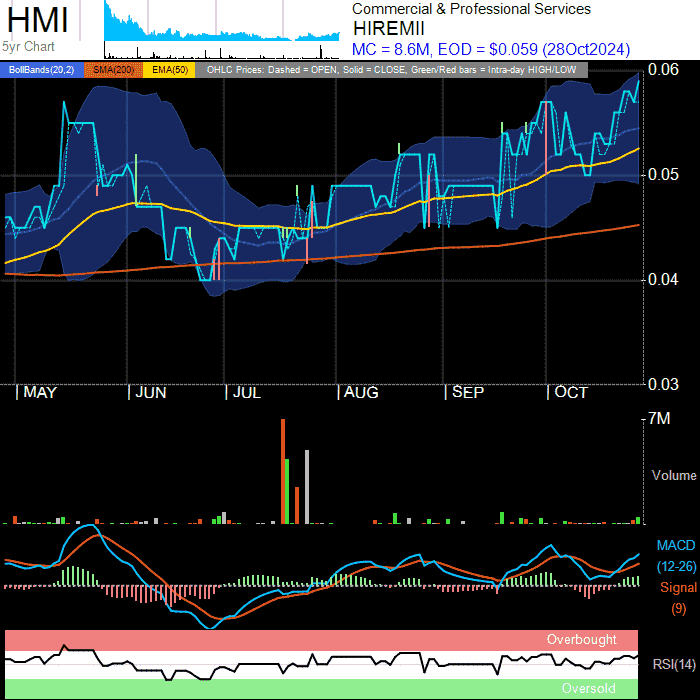 HMI
Commercial & Professional Services
HIREMII
5yr Chart
MC = 8.6M, EOD = $0.059 (28Oct2024)
BollBands(20,2) SMA(200) EMA(50) OHLC Prices: Dashed = OPEN, Solid = CLOSE, Green/Red bars = Intra-day HIGH/LOW
0.06
0.05
0.04
0.03
MAY JUN JUL AUG SEP OCT
7M
Volume
MACD
(12-26)
Signal
(9)
Overbought
RSI(14)
Oversold